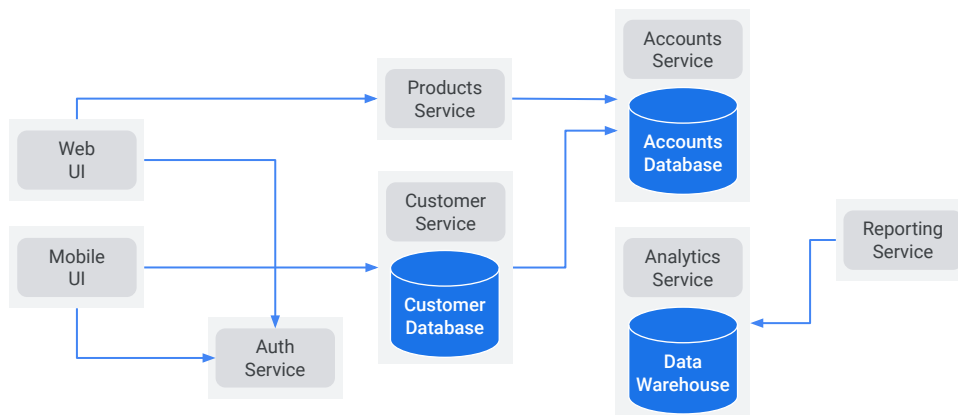 Web
UI
Mobile
UI
Auth
Service
Products
Service
Customer
Service
Customer
Database
Accounts
Service
Accounts
Database
Analytics
Service
Data
Warehouse
Reporting
Service